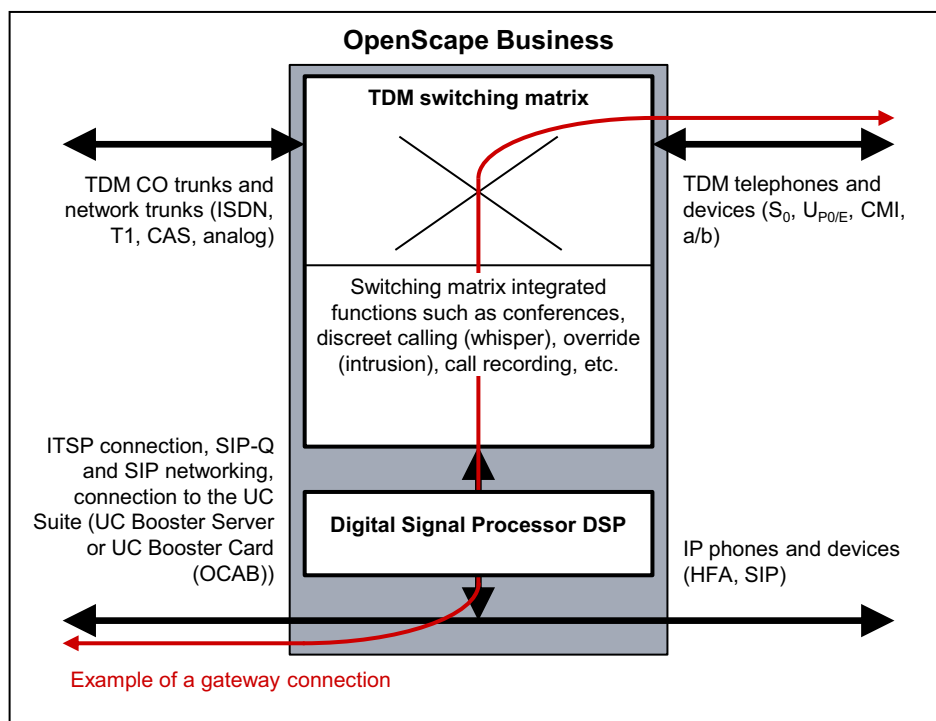 OpenScape Business
TDM switching matrix
TDM CO trunks and
network trunks (ISDN,
T1, CAS, analog)
TDM telephones and
devices (S0, UP0/E, CMI,
a/b)
Switching matrix integrated
functions such as conferences,
discreet calling (whisper), override
(intrusion), call recording, etc.
ITSP connection, SIP-Q
and SIP networking,
connection to the UC
Suite (UC Booster Server
or UC Booster Card
(OCAB))
Digital Signal Processor DSP
IP phones and devices
(HFA, SIP)
Example of a gateway connection